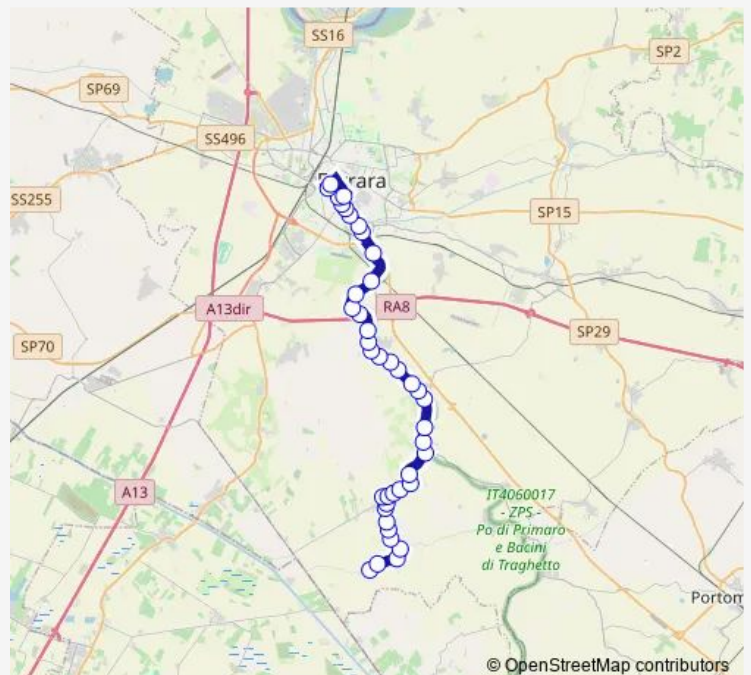 SS16
SP2
SP69
SS496
SS255
SP15
A13dir
RA8
SP29
SP70
A13
IT4060017
- ZPS -
Po di Primaro
e Bacini
di Traghetto
Portom
© OpenStreetMap contributors